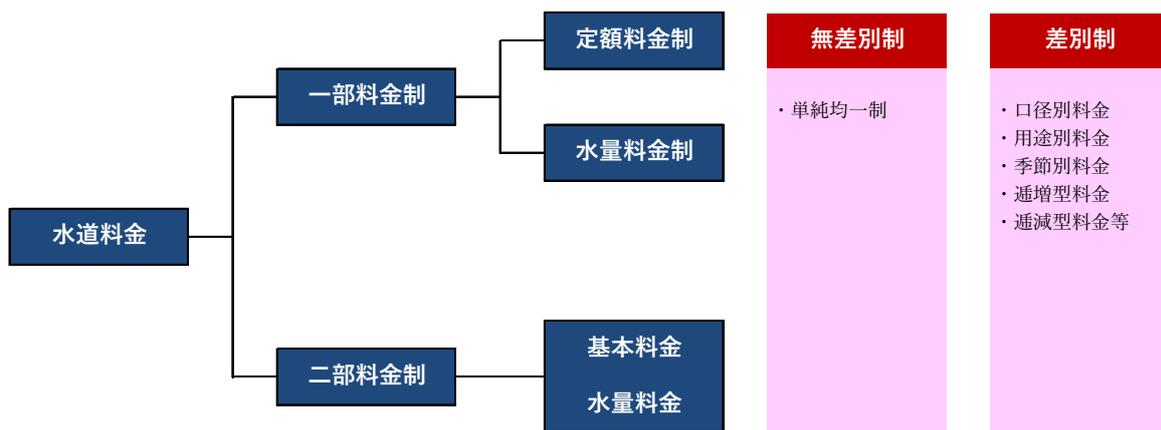 水道料金
一部料金制
定額料金制
水量料金制
二部料金制
基本料金
水量料金
無差別制
・単純均一制
差別制
・口径別料金
・用途別料金
・季節別料金
・逓増型料金
・逓減型料金等